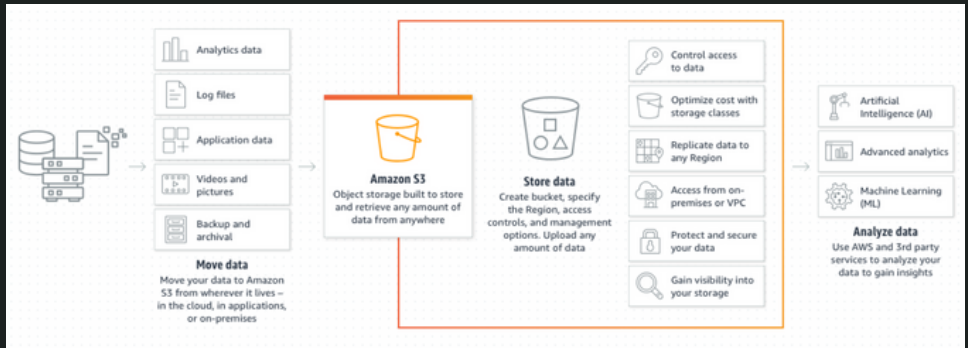 Analytics data
Log files
Application data
Videos and
pictures
Backup and
archival
Move data
Move your data to Amazon
S3 from wherever it lives –
in the cloud, in applications,
or on-premises
Amazon S3
Object storage built to store
and retrieve any amount of
data from anywhere
Store data
Create bucket, specify
the Region, access
controls, and management
options. Upload any
amount of data
Control access
to data
Optimize cost with
storage classes
Replicate data to
any Region
Access from on-
premises or VPC
Protect and secure
your data
Gain visibility into
your storage
Artificial
Intelligence (AI)
Advanced analytics
Machine Learning
(ML)
Analyze data
Use AWS and 3rd party
services to analyze your
data to gain insights